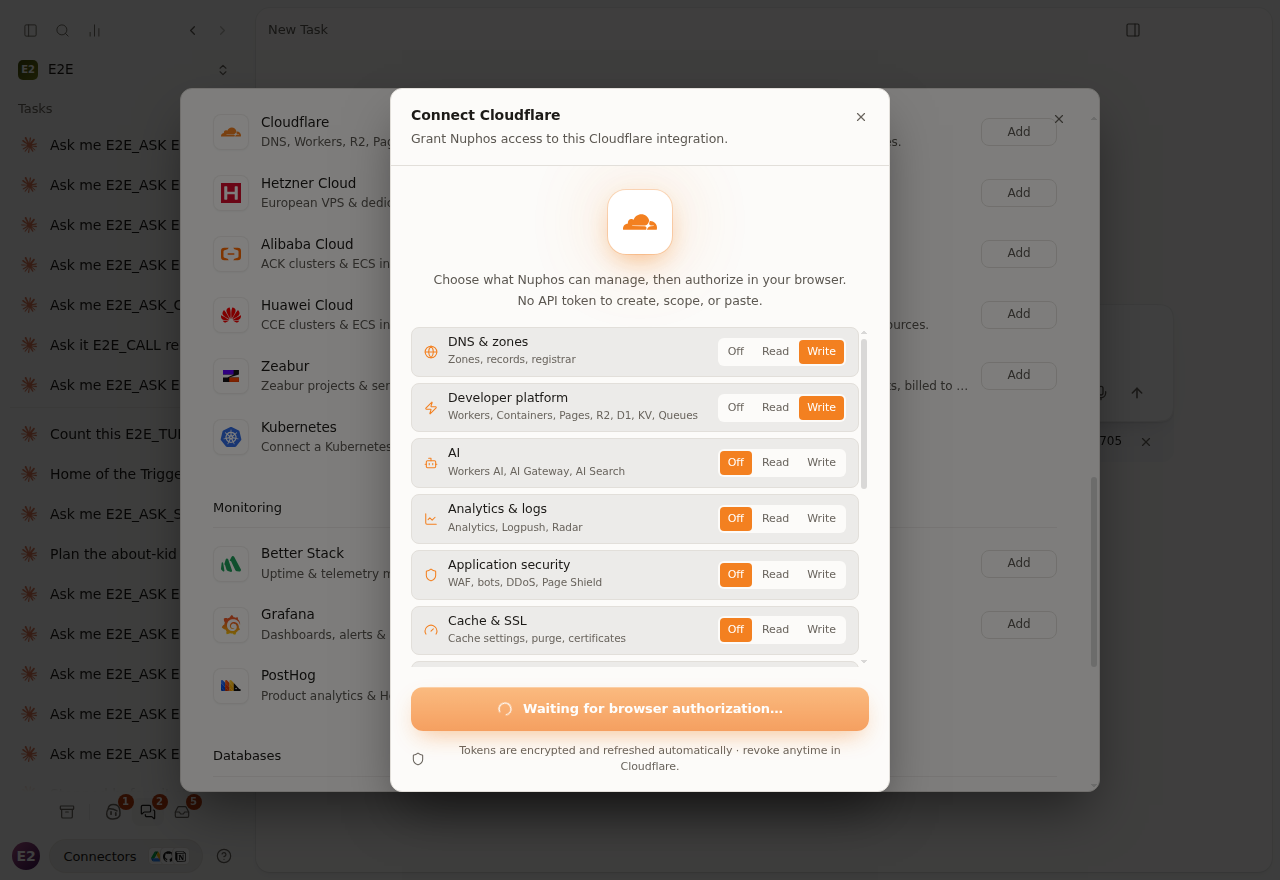 New Task
E2
E2E
Tasks
Ask me E2E_ASK E
Ask me E2E_ASK E
Ask me E2E_ASK E
Ask me E2E_ASK E
Ask me E2E_ASK_C
Ask it E2E_CALL re
Ask me E2E_ASK E
Count this E2E_TU
Home of the Trigge
Ask me E2E_ASK_S
Plan the about-kid
Ask me E2E_ASK E
Ask me E2E_ASK E
Ask me E2E_ASK E
Ask me E2E_ASK E
Ask me E2E_ASK E
1
2
5
E2
Connectors
Cloudflare
DNS, Workers, R2, Pag
es.
Add
Hetzner Cloud
European VPS & dedic
Add
Alibaba Cloud
ACK clusters & ECS in
Add
Huawei Cloud
CCE clusters & ECS in
ources.
Add
Zeabur
Zeabur projects & ser
s, billed to …
Add
Kubernetes
Connect a Kubernetes
Monitoring
Better Stack
Uptime & telemetry m
Add
Grafana
Dashboards, alerts &
Add
PostHog
Product analytics & H
Databases
705
Connect Cloudflare
Grant Nuphos access to this Cloudflare integration.
Choose what Nuphos can manage, then authorize in your browser.
No API token to create, scope, or paste.
DNS & zones
Zones, records, registrar
Off Read Write
Developer platform
Workers, Containers, Pages, R2, D1, KV, Queues
Off Read Write
AI
Workers AI, AI Gateway, AI Search
Off Read Write
Analytics & logs
Analytics, Logpush, Radar
Off Read Write
Application security
WAF, bots, DDoS, Page Shield
Off Read Write
Cache & SSL
Cache settings, purge, certificates
Off Read Write
Waiting for browser authorization…
Tokens are encrypted and refreshed automatically · revoke anytime in
Cloudflare.